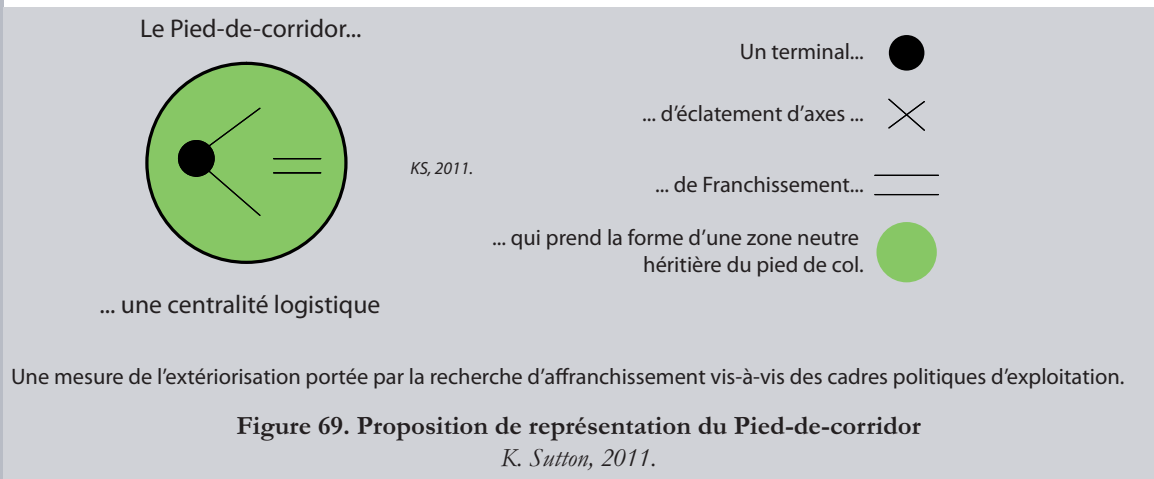 Le Pied-de-corridor...
KS, 2011.
... une centralité logistique
Un terminal...
... d'éclatement d'axes ...
... de Franchissement...
... qui prend la forme d'une zone neutre
héritière du pied de col.
Une mesure de l'extériorisation portée par la recherche d'affranchissement vis-à-vis des cadres politiques d'exploitation.
Figure 69. Proposition de représentation du Pied-de-corridor
K. Sutton, 2011.